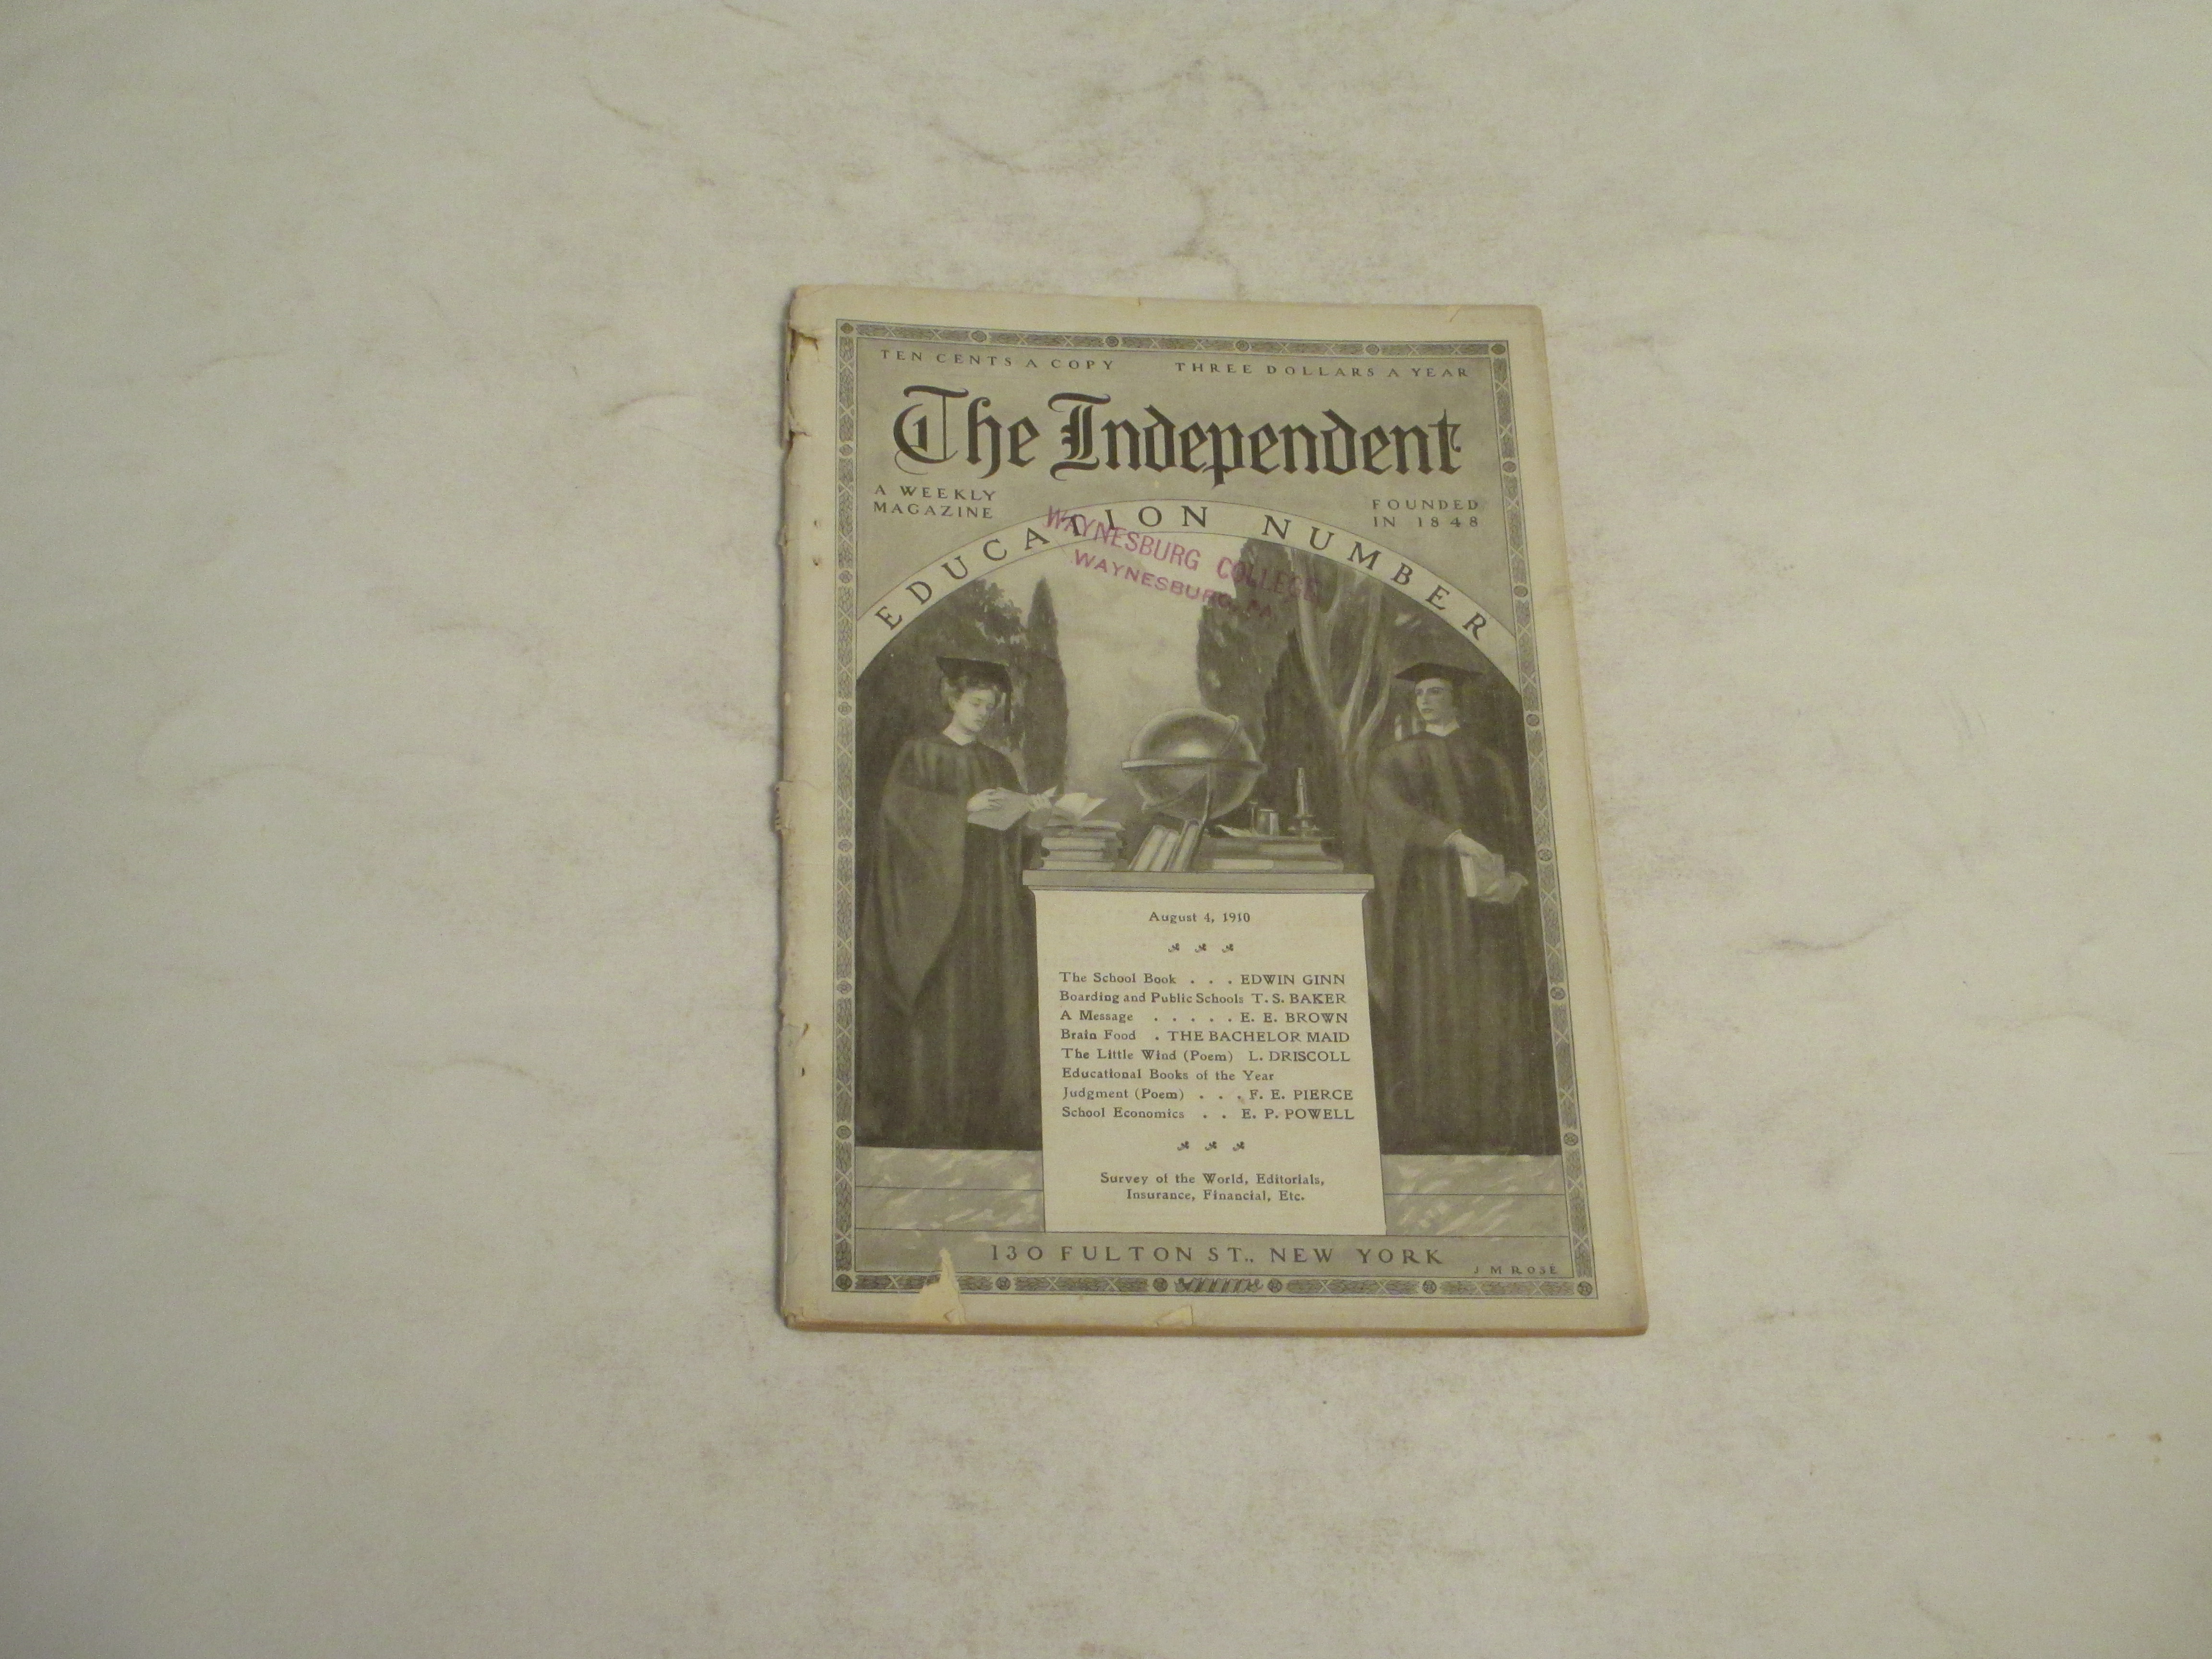 TEN CENTS A COPY THREE DOLLARS A YEAR
The Independent
A WEEKLY
MAGAZINE
FOUNDED
IN 1848
EDUCATION NUMBER
WAYNESBURG COLLEGE
WAYNESBURG, PA
August 4, 1910
The School Book . . . EDWIN GINN
Boarding and Public Schools T. S. BAKER
A Message . . . . . E. E. BROWN
Brain Food . THE BACHELOR MAID
The Little Wind (Poem) L. DRISCOLL
Educational Books of the Year
Judgment (Poem) . . . F. E. PIERCE
School Economics . . E. P. POWELL
Survey of the World, Editorials,
Insurance, Financial, Etc.
130 FULTON ST., NEW YORK
J M ROSE